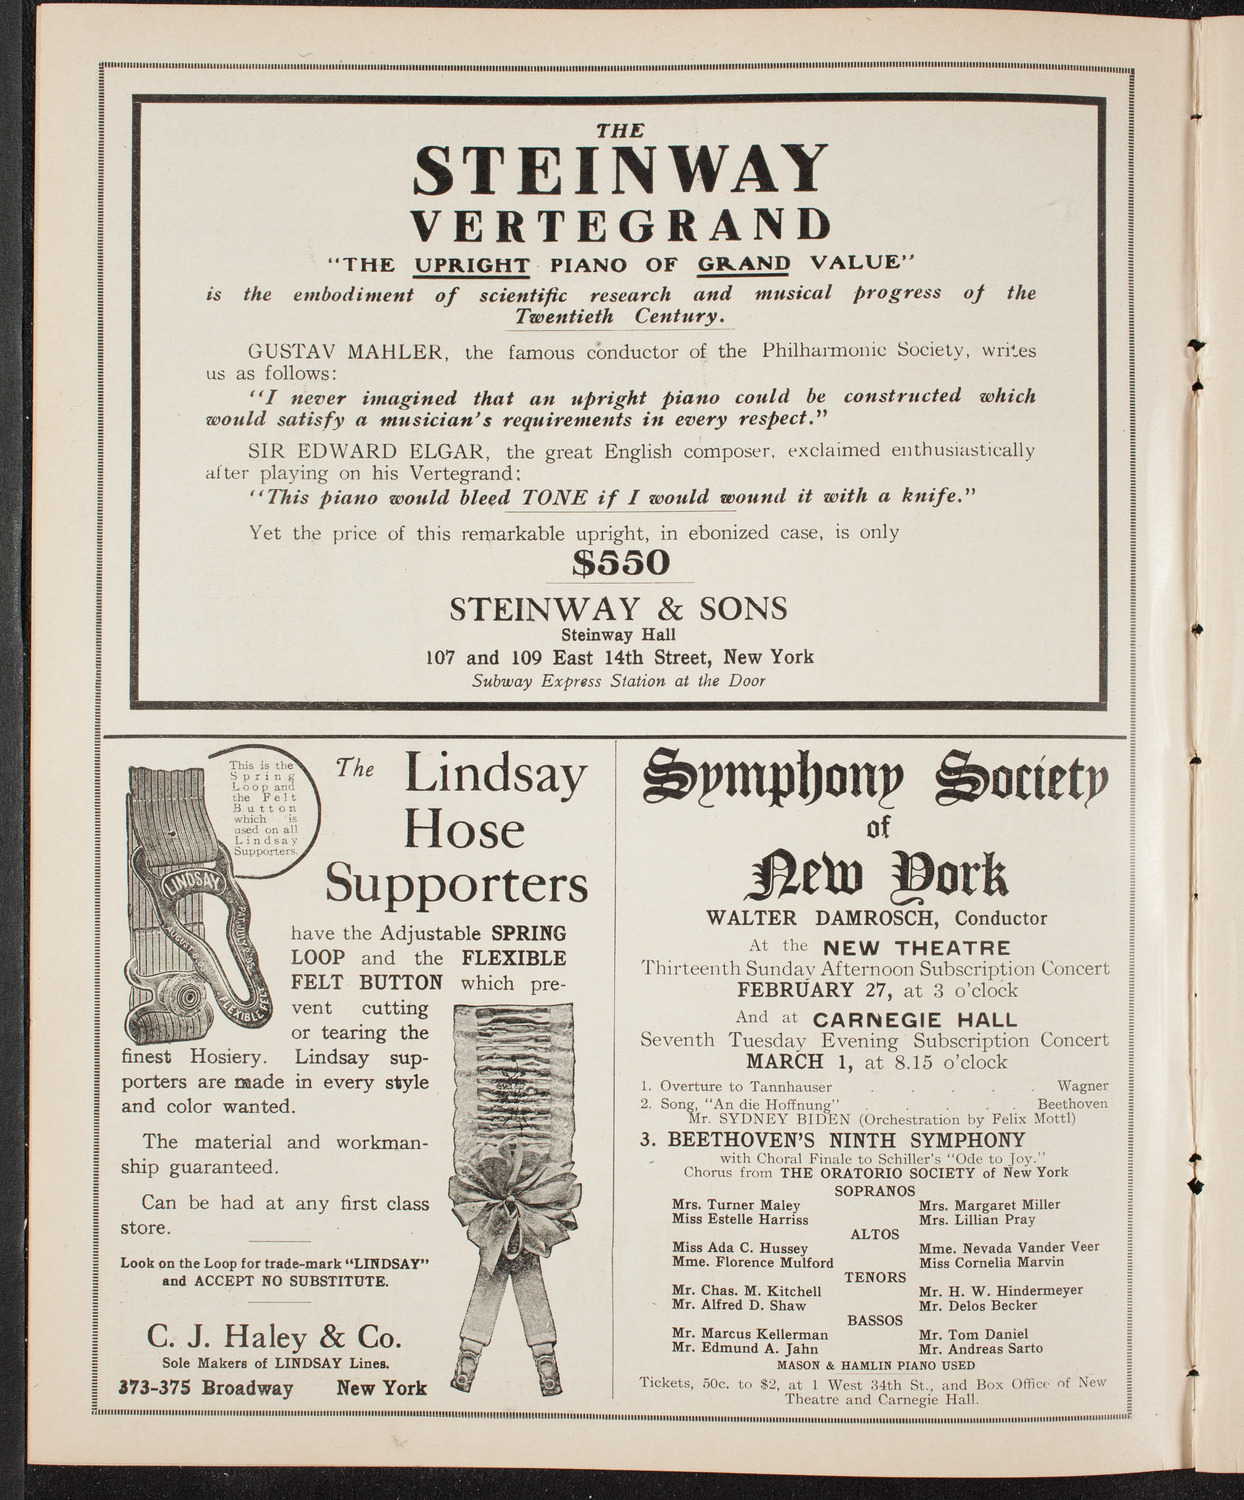 THE
STEINWAY
VERTEGRAND
"THE UPRIGHT PIANO OF GRAND VALUE"
is the embodiment of scientific research and musical progress of the
Twentieth Century.
GUSTAV MAHLER, the famous conductor of the Philharmonic Society, writes
us as follows:
"I never imagined that an upright piano could be constructed which
would satisfy a musician's requirements in every respect."
SIR EDWARD ELGAR, the great English composer, exclaimed enthusiastically
after playing on his Vertegrand:
"This piano would bleed TONE if I would wound it with a knife."
Yet the price of this remarkable upright, in ebonized case, is only
$550
STEINWAY & SONS
Steinway Hall
107 and 109 East 14th Street, New York
Subway Express Station at the Door
This is the
Spring
Loop and
the Felt
Button
which is
used on all
Lindsay
Supporters.
LINDSAY
FLEXIBLE FELT
The Lindsay
Hose
Supporters
have the Adjustable SPRING
LOOP and the FLEXIBLE
FELT BUTTON which pre-
vent cutting
or tearing the
finest Hosiery. Lindsay sup-
porters are made in every style
and color wanted.
The material and workman-
ship guaranteed.
Can be had at any first class
store.
Look on the Loop for trade-mark "LINDSAY"
and ACCEPT NO SUBSTITUTE.
C. J. Haley & Co.
Sole Makers of LINDSAY Lines.
373-375 Broadway New York
Symphony Society
of
New York
WALTER DAMROSCH, Conductor
At the NEW THEATRE
Thirteenth Sunday Afternoon Subscription Concert
FEBRUARY 27, at 3 o'clock
And at CARNEGIE HALL
Seventh Tuesday Evening Subscription Concert
MARCH 1, at 8.15 o'clock
1. Overture to Tannhauser . . . . . . Wagner
2. Song, "An die Hoffnung" . . . . . Beethoven
Mr. SYDNEY BIDEN (Orchestration by Felix Mottl)
3. BEETHOVEN'S NINTH SYMPHONY
with Choral Finale to Schiller's "Ode to Joy."
Chorus from THE ORATORIO SOCIETY of New York
SOPRANOS
Mrs. Turner Maley Mrs. Margaret Miller
Miss Estelle Harriss Mrs. Lillian Pray
ALTOS
Miss Ada C. Hussey Mme. Nevada Vander Veer
Mme. Florence Mulford Miss Cornelia Marvin
TENORS
Mr. Chas. M. Kitchell Mr. H. W. Hindermeyer
Mr. Alfred D. Shaw Mr. Delos Becker
BASSOS
Mr. Marcus Kellerman Mr. Tom Daniel
Mr. Edmund A. Jahn Mr. Andreas Sarto
MASON & HAMLIN PIANO USED
Tickets, 50c. to $2, at 1 West 34th St., and Box Office of New
Theatre and Carnegie Hall.